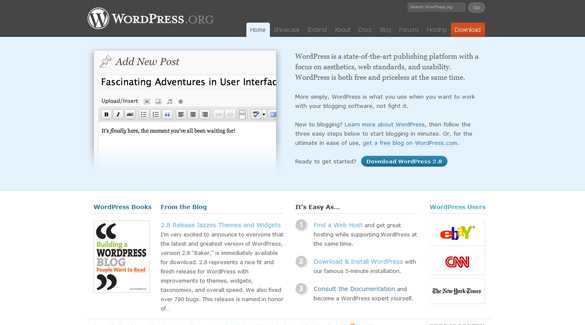 WORDPRESS.ORG
Search WordPress.org
Go
Home Showcase Extend About Docs Blog Forums Hosting Download
Add New Post
Fascinating Adventures in User Interfac
Upload/Insert
B I ABC
It's finally here, the moment you've all been waiting for!
WordPress is a state-of-the-art publishing platform with a
focus on aesthetics, web standards, and usability.
WordPress is both free and priceless at the same time.
More simply, WordPress is what you use when you want to work
with your blogging software, not fight it.
New to blogging? Learn more about WordPress, then follow the
three easy steps below to start blogging in minutes. Or, for the
ultimate in ease of use, get a free blog on WordPress.com.
Ready to get started? Download WordPress 2.8
WordPress Books
Building a
WORDPRESS
BLOG
People Want to Read
From the Blog
2.8 Release Jazzes Themes and Widgets
I'm very excited to announce to everyone that
the latest and greatest version of WordPress,
version 2.8 "Baker," is immediately available
for download. 2.8 represents a nice fit and
finish release for WordPress with
improvements to themes, widgets,
taxonomies, and overall speed. We also fixed
over 790 bugs. This release is named in honor
of...
It's Easy As...
1 Find a Web Host and get great
hosting while supporting WordPress at
the same time.
2 Download & Install WordPress with
our famous 5-minute installation.
3 Consult the Documentation and
become a WordPress expert yourself.
WordPress Users
ebY
CNN
The New York Times